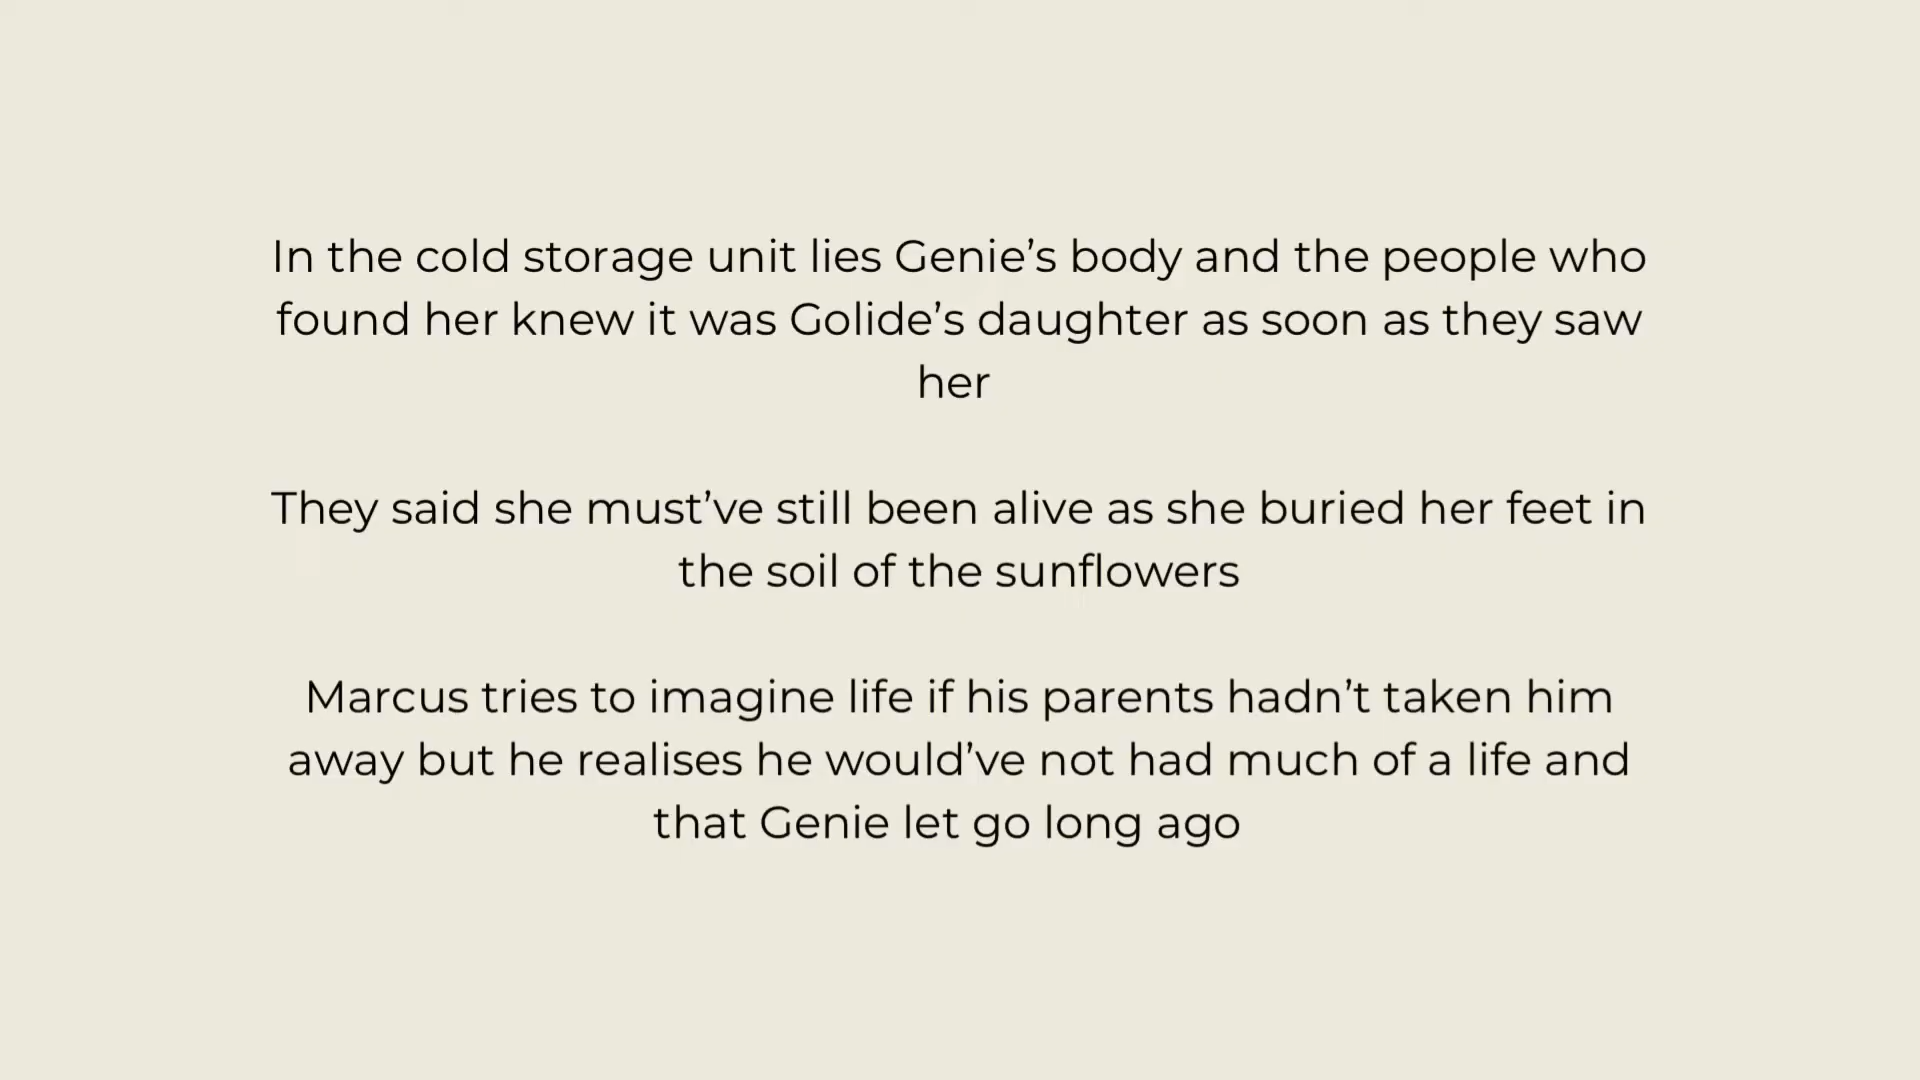 In the cold storage unit lies Genie’s body and the people who
found her knew it was Golide’s daughter as soon as they saw
her
They said she must’ve still been alive as she buried her feet in
the soil of the sunflowers
Marcus tries to imagine life if his parents hadn’t taken him
away but he realises he would’ve not had much of a life and
that Genie let go long ago